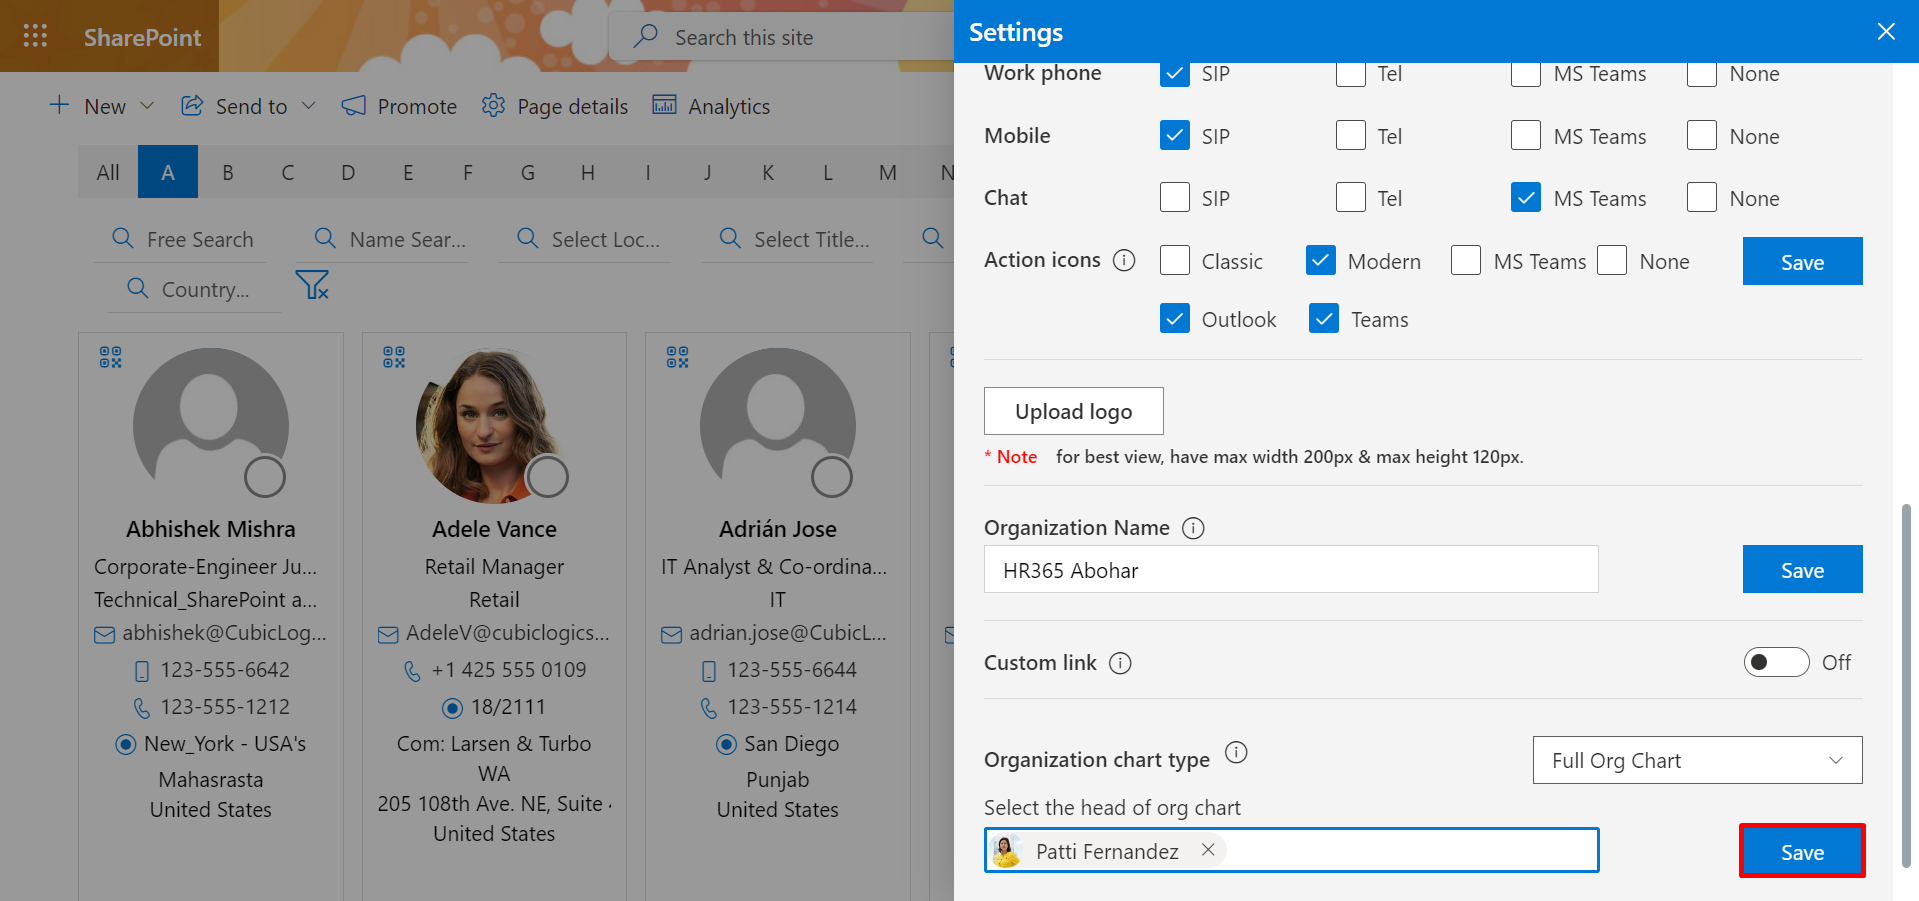 SharePoint
Search this site
New
Send to
Promote
Page details
Analytics
All A B C D E F G H I J K L M N
Free Search
Name Sear...
Select Loc...
Select Title...
Country...
Abhishek Mishra
Corporate-Engineer Ju...
Technical_SharePoint a...
abhishek@CubicLog...
123-555-6642
123-555-1212
New_York - USA's
Mahasrasta
United States
Adele Vance
Retail Manager
Retail
AdeleV@cubiclogics...
+1 425 555 0109
18/2111
Com: Larsen & Turbo
WA
205 108th Ave. NE, Suite
United States
Adrián Jose
IT Analyst & Co-ordina...
IT
adrian.jose@CubicL...
123-555-6644
123-555-1214
San Diego
Punjab
United States
Settings
Work phone SIP Tel MS Teams None
Mobile SIP Tel MS Teams None
Chat SIP Tel MS Teams None
Action icons Classic Modern MS Teams None Save
Outlook Teams
Upload logo
* Note for best view, have max width 200px & max height 120px.
Organization Name
HR365 Abohar Save
Custom link Off
Organization chart type Full Org Chart
Select the head of org chart
Patti Fernandez Save